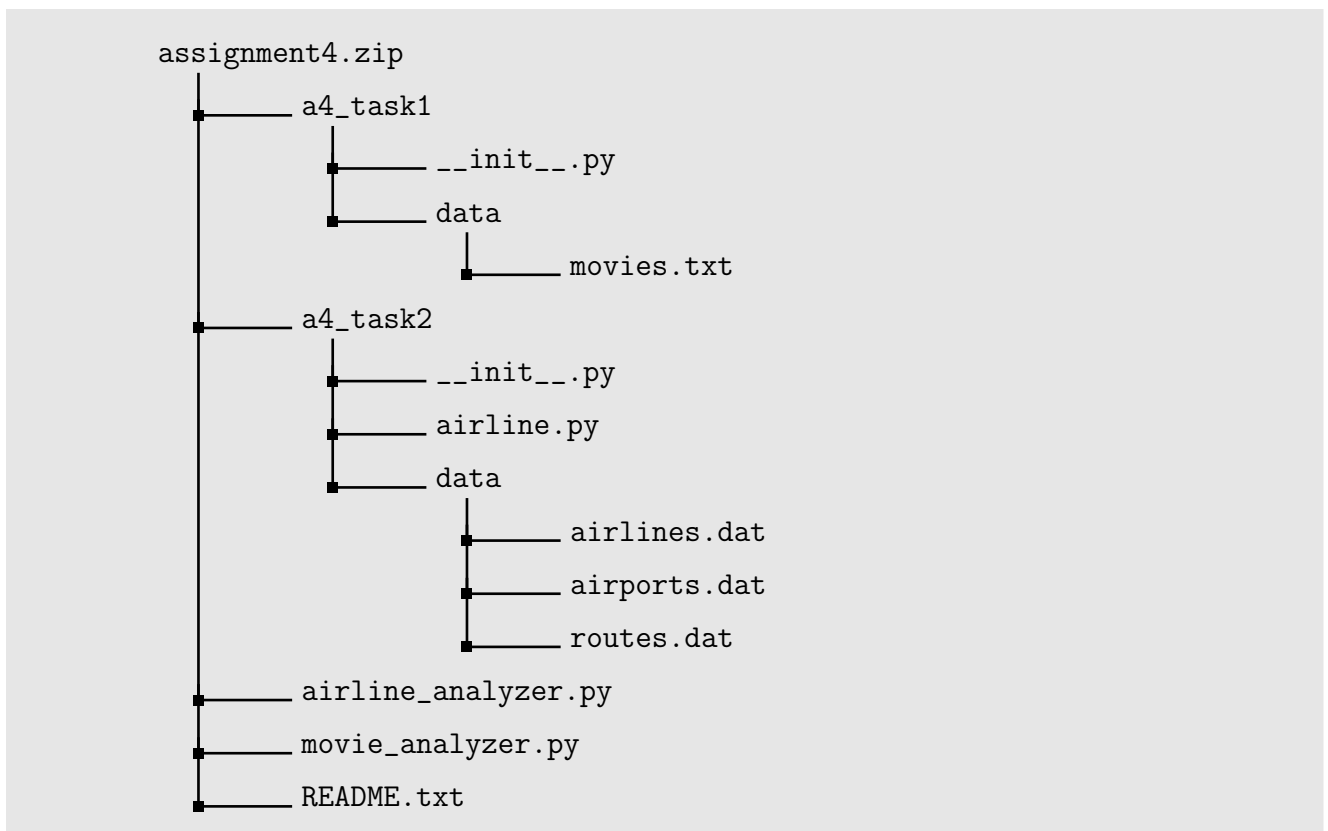 assignment4.zip
a4_task1
__init__.py
data
movies.txt
a4_task2
__init__.py
airline.py
data
airlines.dat
airports.dat
routes.dat
airline_analyzer.py
movie_analyzer.py
README.txt